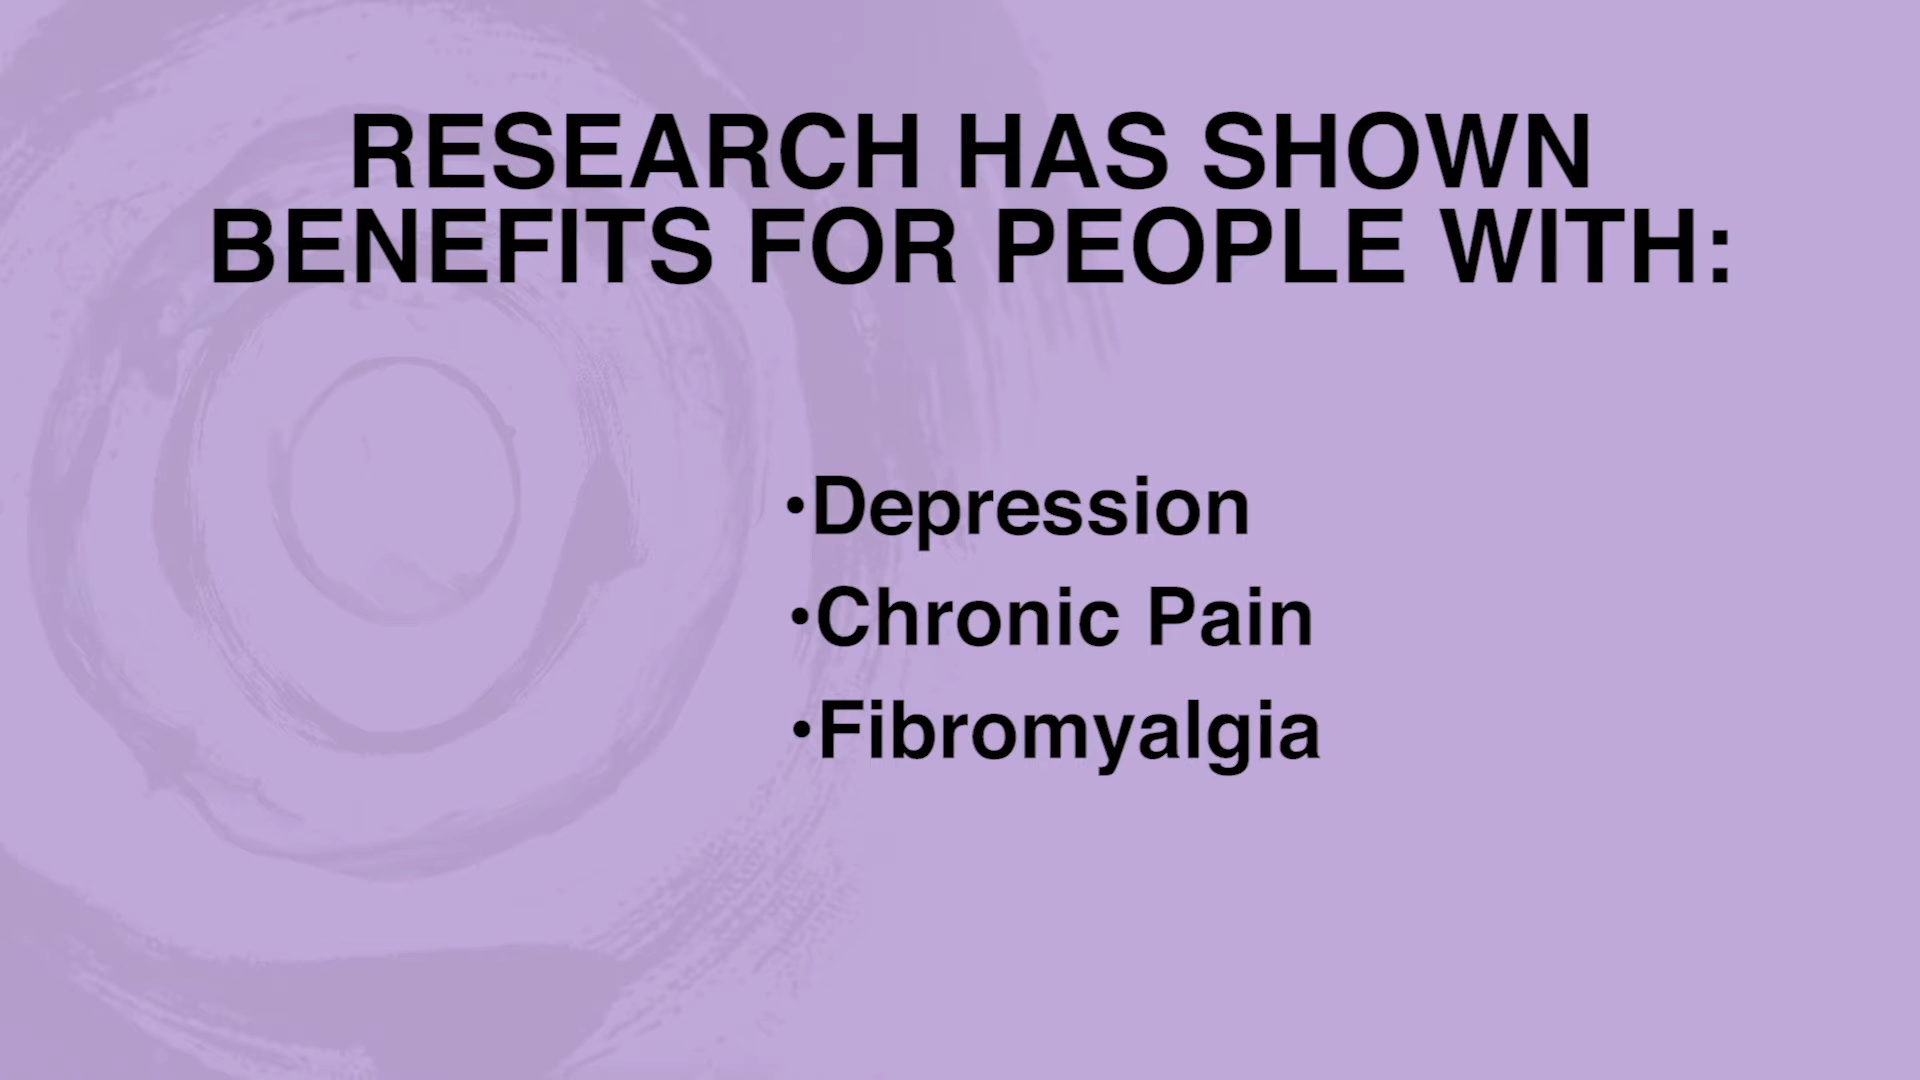 RESEARCH HAS SHOWN
BENEFITS FOR PEOPLE WITH:
•Depression
•Chronic Pain
•Fibromyalgia